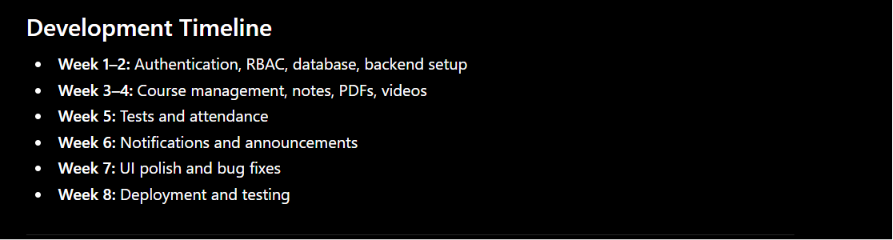 Development Timeline
• Week 1–2: Authentication, RBAC, database, backend setup
• Week 3–4: Course management, notes, PDFs, videos
• Week 5: Tests and attendance
• Week 6: Notifications and announcements
• Week 7: UI polish and bug fixes
• Week 8: Deployment and testing